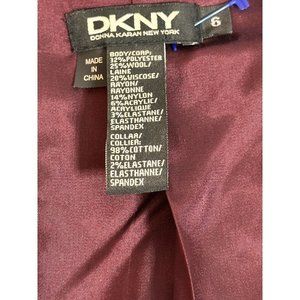 DKNY
DONNA KARAN NEW YORK
6
MADE
IN
CHINA
BODY/CORP:
12%POLYESTER
25%WOOL/
LAINE
20%VISCOSE/
RAYON/
RAYONNE
14%NYLON
6%ACRYLIC/
ACRYLIQUE
3%ELASTANE/
ELASTHANNE/
SPANDEX
COLLAR/
COLLIER:
98%COTTON/
COTON
2%ELASTANE/
ELASTHANNE/
SPANDEX